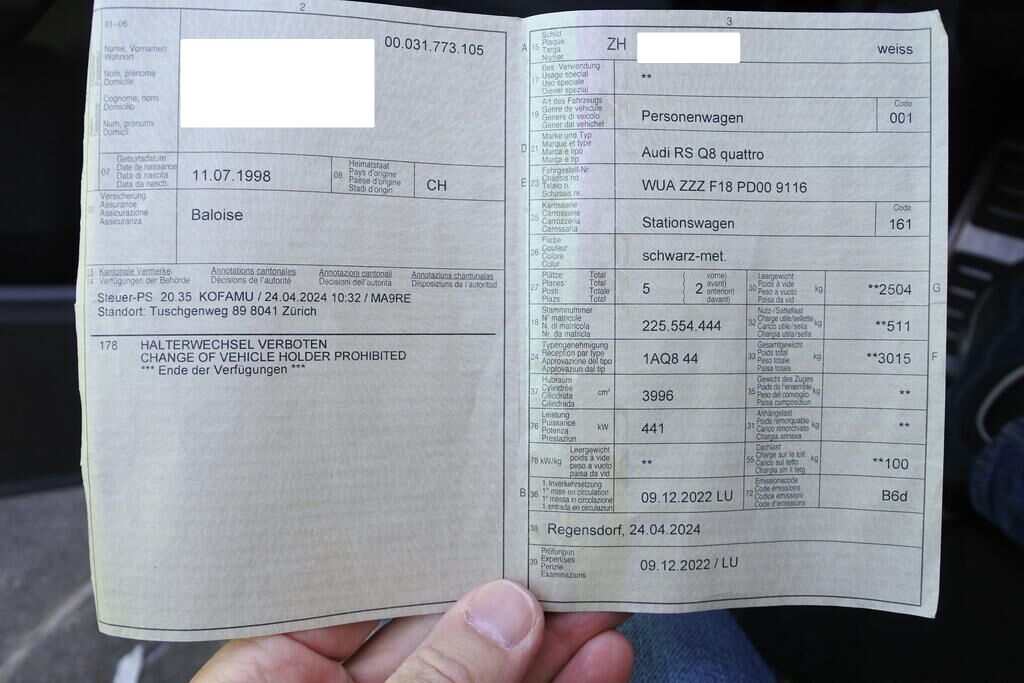 2
01-06
Name, Vornamen
Wohnort
Nom, prénoms
Domicile
Cognome, nomi
Domicilio
Num, prenums
Domicil
00.031.773.105
07
Geburtsdatum
Date de naissance
Data di nascita
Data da nasch.
11.07.1998
08
Heimatstaat
Pays d'origine
Paese d'origine
Stadi d'origin
CH
09
Versicherung
Assurance
Assicurazione
Assicuranza
Baloise
13
14
Kantonale Vermerke
Verfügungen der Behörde
Annotations cantonales
Décisions de l'autorité
Annotazioni cantonali
Decisioni dell'autorità
Annotaziuns chantunalas
Disposiziuns da l'autoritad
Steuer-PS 20.35 KOFAMU / 24.04.2024 10:32 / MA9RE
Standort: Tuschgenweg 89 8041 Zürich
178 HALTERWECHSEL VERBOTEN
CHANGE OF VEHICLE HOLDER PROHIBITED
*** Ende der Verfügungen ***
3
A 15
Schild
Plaque
Targa
Numer
ZH
weiss
17
Bes. Verwendung
Usage spécial
Uso speciale
Diever spezial
**
19
Art des Fahrzeugs
Genre de véhicule
Genere di veicolo
Gener dal vehichel
Personenwagen
Code
001
D 21
Marke und Typ
Marque et type
Marca e tipo
Marca e tip
Audi RS Q8 quattro
E 23
Fahrgestell-Nr.
Châssis no
Telaio n.
Schassis nr.
WUA ZZZ F18 PD00 9116
25
Karosserie
Carrosserie
Carrozzeria
Carossaria
Stationswagen
Code
161
26
Farbe
Couleur
Colore
Colur
schwarz-met.
27
Plätze: Total
Places: Total
Posti: Totale
Plazs: Total
5
2
vorne)
avant)
anteriori)
davant)
30
Leergewicht
Poids à vide
Peso a vuoto
Paisa da vid
kg
**2504
G
18
Stammnummer
N° matricule
N. di matricola
Nr. da matricla
225.554.444
32
Nutz-/Sattellast
Charge utile/sellette
Carico utile/sella
Chargia utila/sella
kg
**511
24
Typengenehmigung
Réception par type
Approvazione del tipo
Approvaziun dal tip
1AQ8 44
33
Gesamtgewicht
Poids total
Peso totale
Paisa totala
kg
**3015
F
37
Hubraum
Cylindrée
Cilindrata
Cilindrada
cm³
3996
35
Gewicht des Zuges
Poids de l'ensemble
Peso del convoglio
Paisa cumposiziun
kg
**
76
Leistung
Puissance
Potenza
Prestaziun
kW
441
31
Anhängelast
Poids remorquable
Carico rimorchiato
Chargia annexa
kg
**
78 kW/kg
Leergewicht
poids à vide
peso a vuoto
paisa da vid
**
55
Dachlast
Charge sur le toit
Carico sul tetto
Chargia sin il tetg
kg
**100
B 36
1. Inverkehrsetzung
1re mise en circulation
1a messa in circolazione
1. entrada en circulaziun
09.12.2022 LU
72
Emissionscode
Code émissions
Codice emissioni
Code d'emissiuns
B6d
38
Regensdorf, 24.04.2024
39
Prüfungen
Expertises
Perizie
Examinaziuns
09.12.2022 / LU